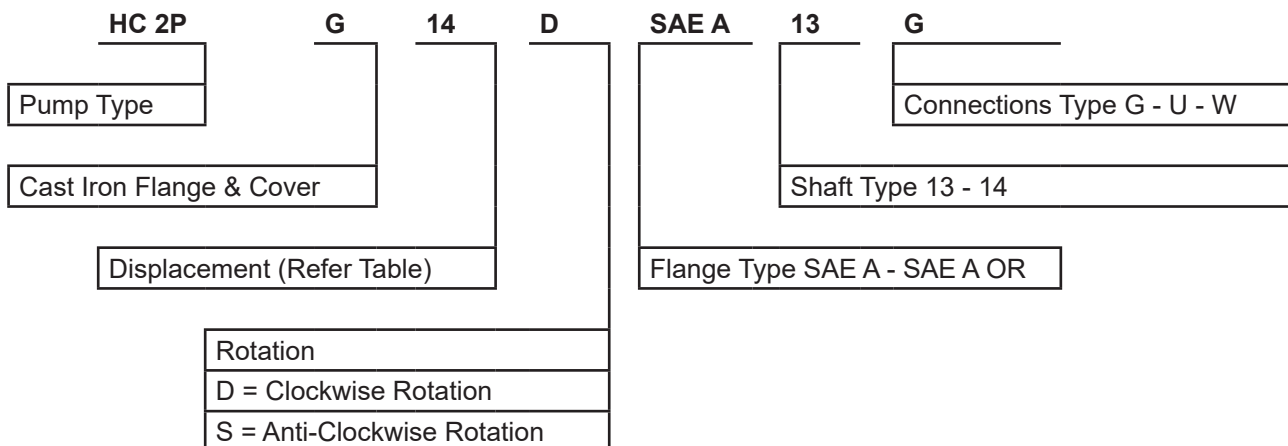 HC 2P G 14 D SAE A 13 G
Pump Type
Connections Type G - U - W
Cast Iron Flange & Cover
Shaft Type 13 - 14
Displacement (Refer Table)
Flange Type SAE A - SAE A OR
Rotation
D = Clockwise Rotation
S = Anti-Clockwise Rotation